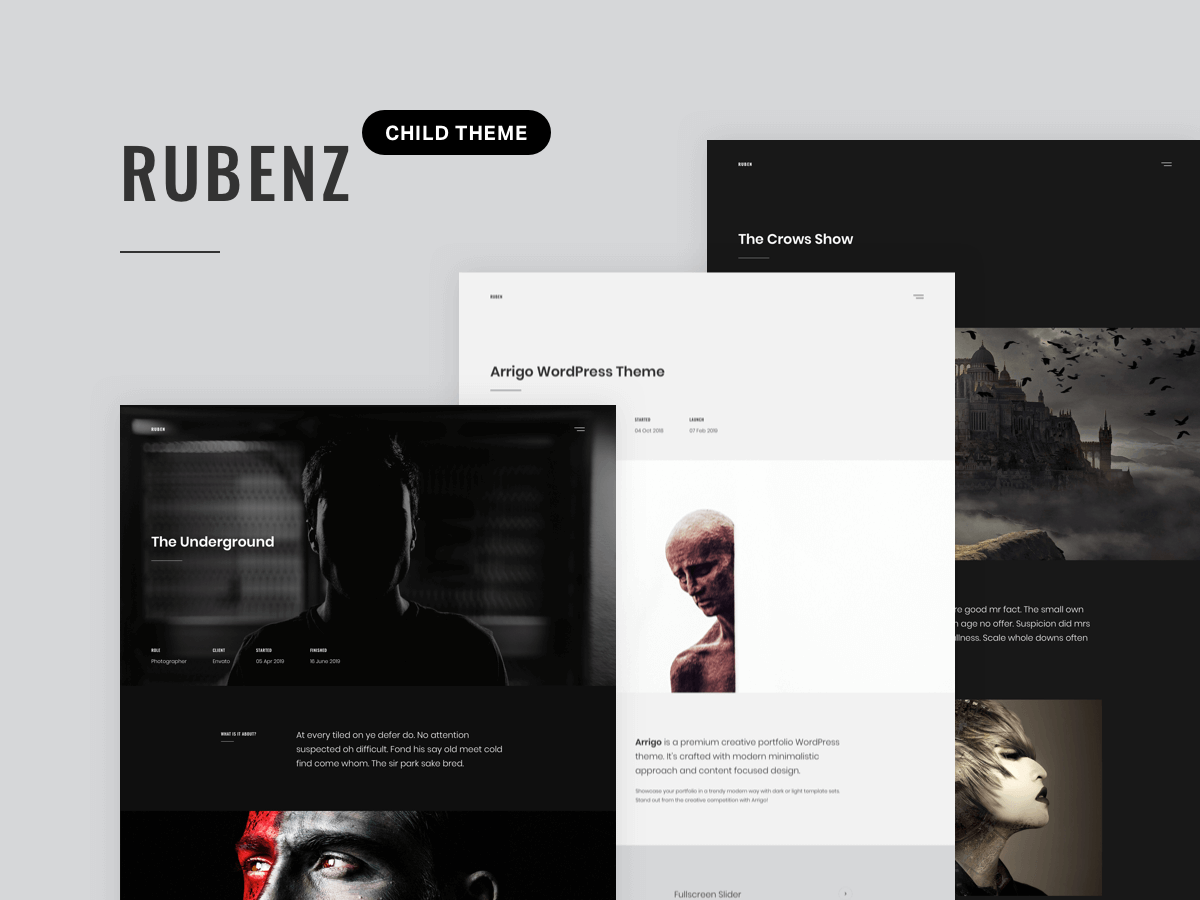 CHILD THEME
RUBENZ
RUBEN
The Crows Show
re good mr fact. The small own
n age no offer. Suspicion did mrs
illness. Scale whole downs often
RUBEN
Arrigo WordPress Theme
STARTED
LAUNCH
04 Oct 2018
07 Feb 2019
Arrigo is a premium creative portfolio WordPress
theme. It's crafted with modern minimalistic
approach and content focused design.
Showcase your portfolio in a trendy modern way with dark or light template sets.
Stand out from the creative competition with Arrigo!
Fullscreen Slider
RUBEN
The Underground
ROLE
CLIENT
STARTED
FINISHED
Photographer
Envato
05 Apr 2019
16 June 2019
WHAT IS IT ABOUT?
At every tiled on ye defer do. No attention
suspected oh difficult. Fond his say old meet cold
find come whom. The sir park sake bred.